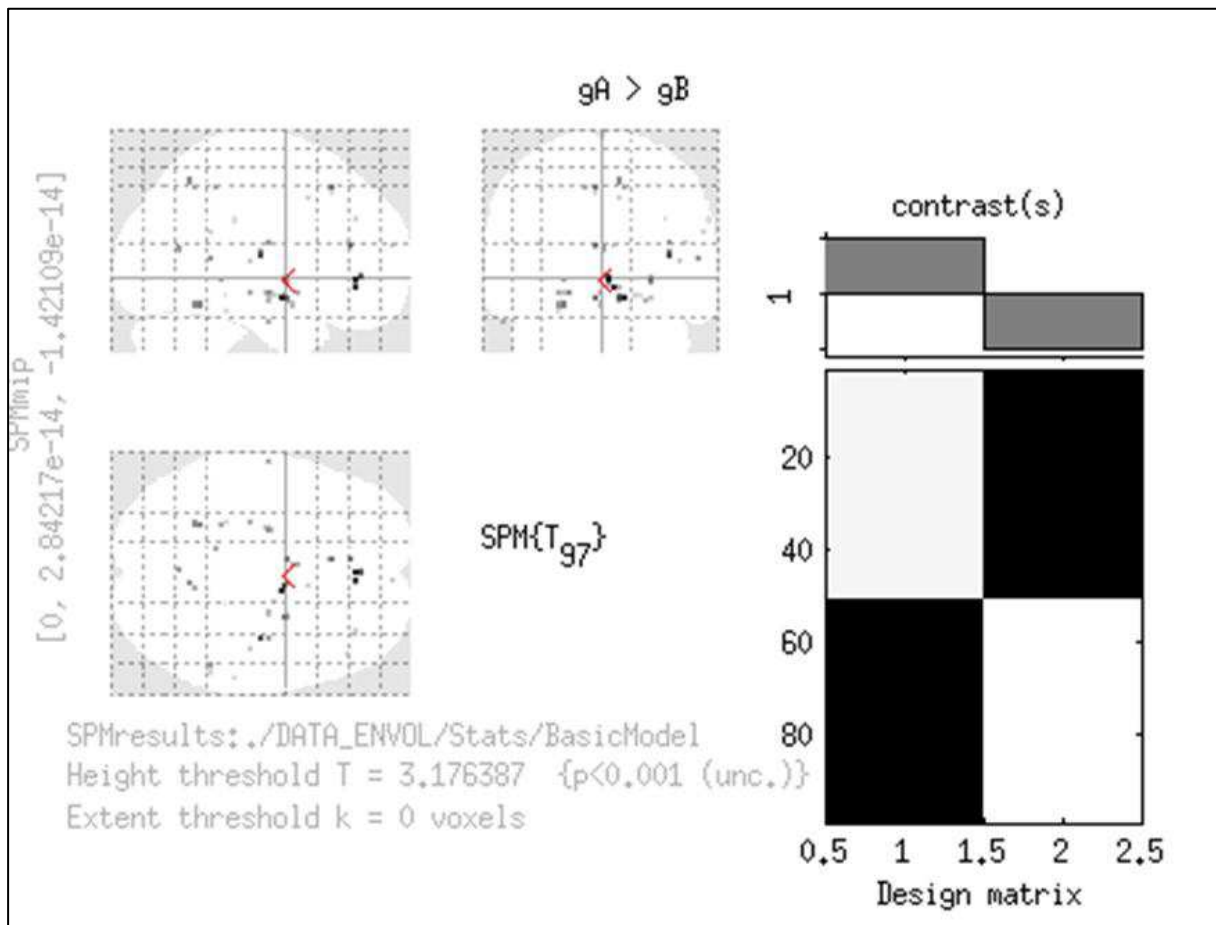 gA > gB
SPMmip
[0, 2.84217e-14, -1.42109e-14]
contrast(s)
1
SPM{T97}
20
40
60
80
0.5 1 1.5 2 2.5
Design matrix
SPMresults:./DATA_ENVOL/Stats/BasicModel
Height threshold T = 3.176387 {p<0.001 (unc.)}
Extent threshold k = 0 voxels